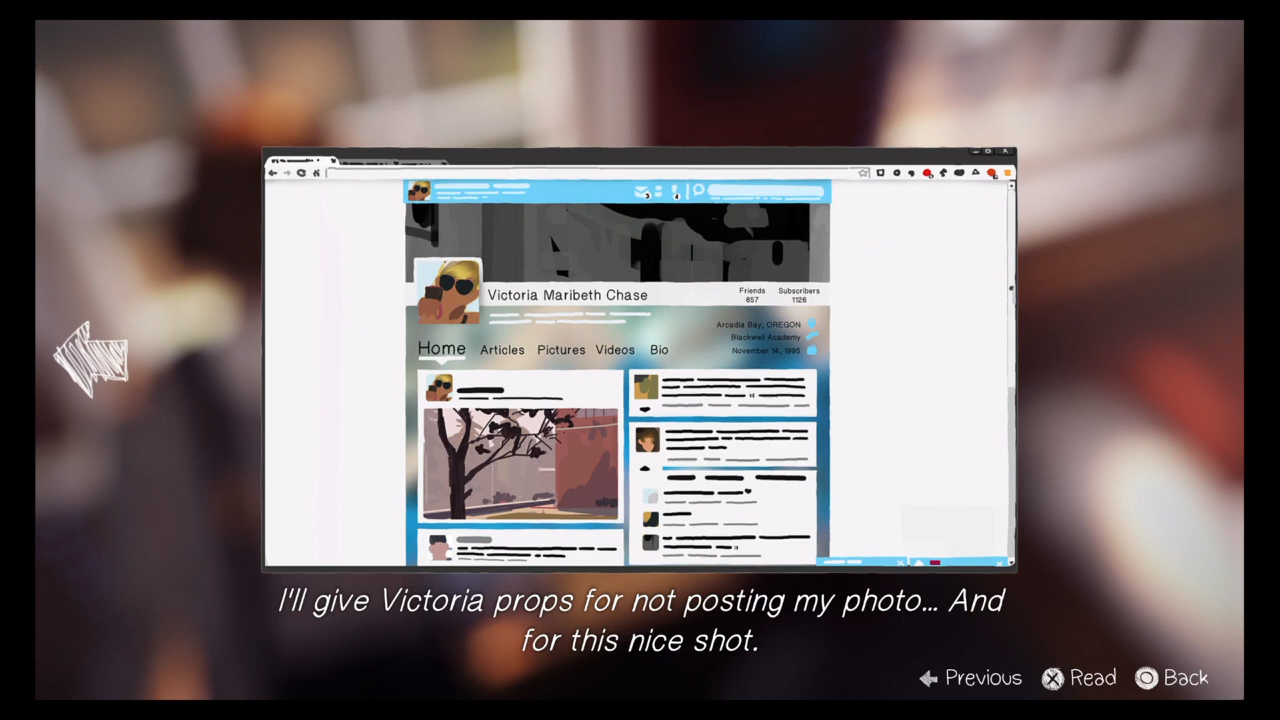 Victoria Maribeth Chase
Friends
857
Subscribers
1126
Arcadia Bay, OREGON
Blackwell Academy
November 14, 1995
Home
Articles
Pictures
Videos
Bio
I'll give Victoria props for not posting my photo... And
for this nice shot.
Previous
Read
Back